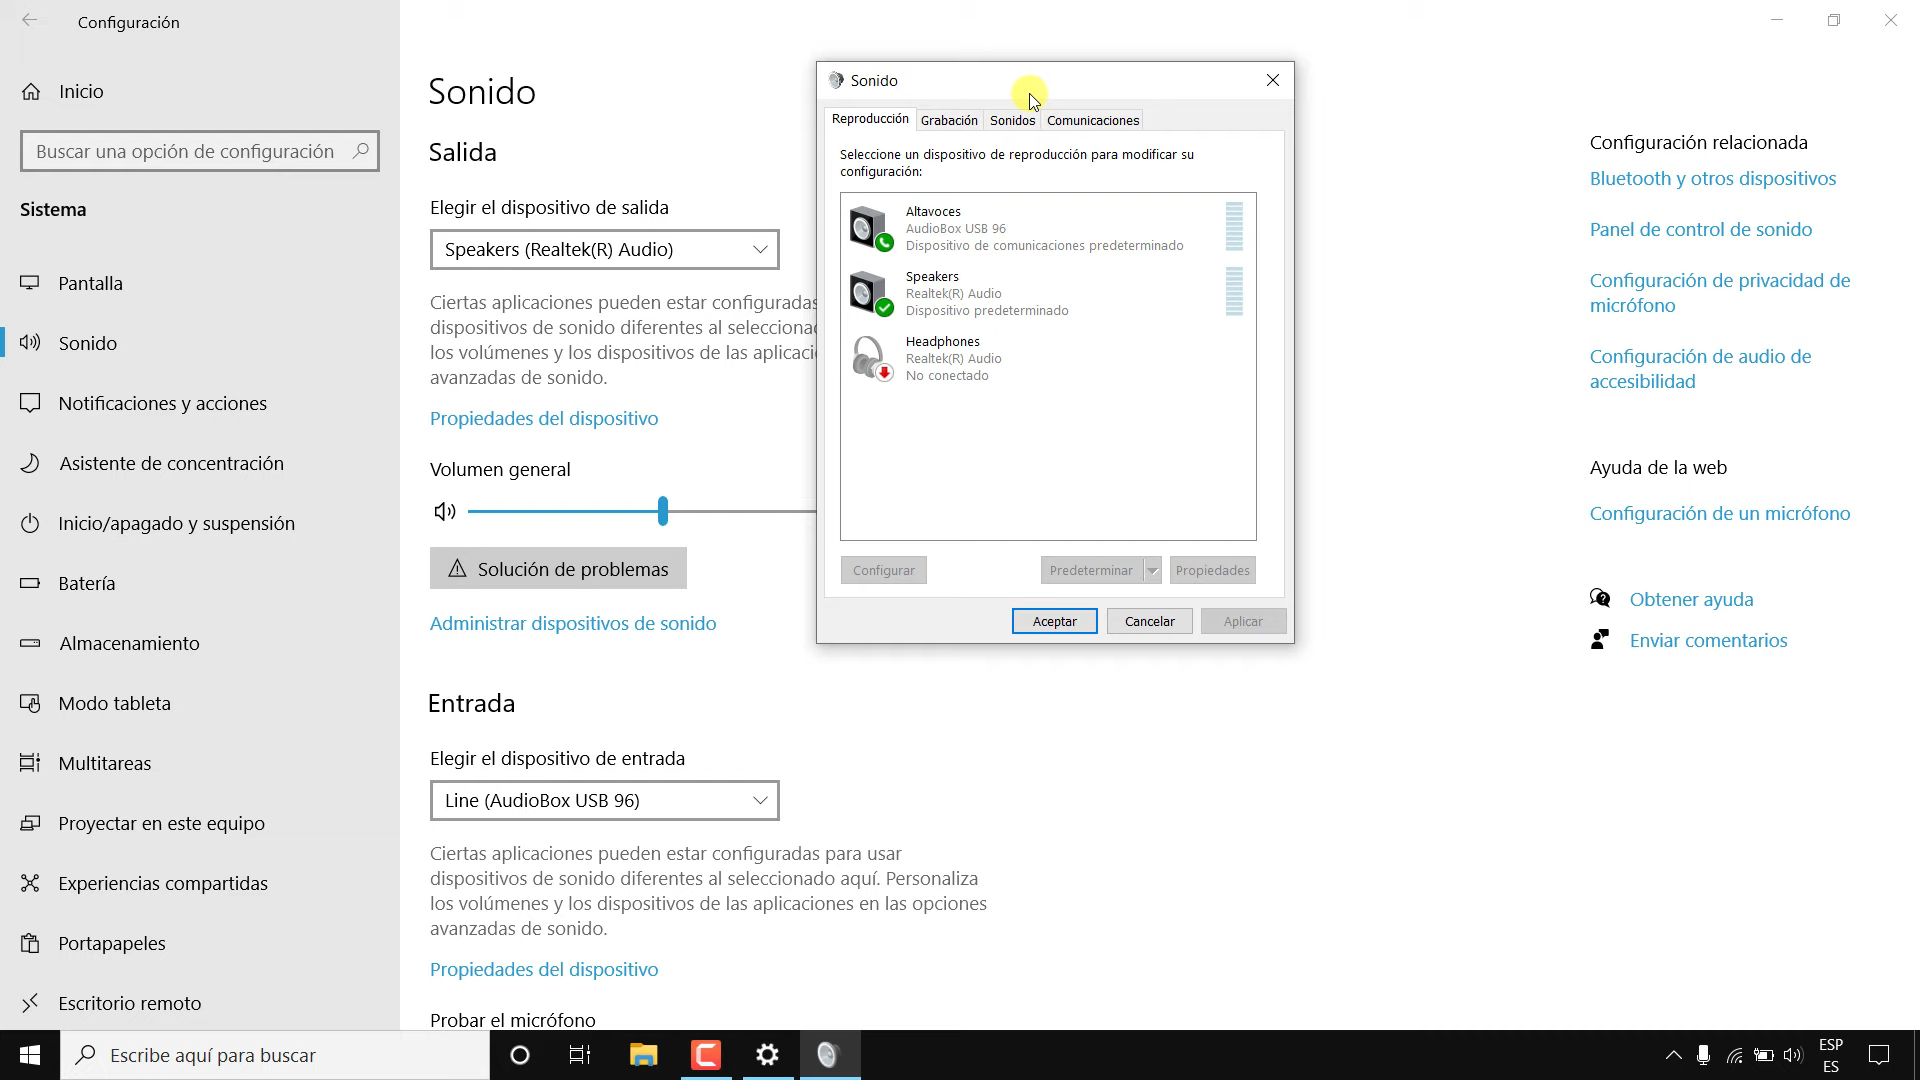 Configuración
Inicio
Buscar una opción de configuración
Sistema
Pantalla
Sonido
Notificaciones y acciones
Asistente de concentración
Inicio/apagado y suspensión
Batería
Almacenamiento
Modo tableta
Multitareas
Proyectar en este equipo
Experiencias compartidas
Portapapeles
Escritorio remoto
Sonido
Salida
Elegir el dispositivo de salida
Speakers (Realtek(R) Audio)
Ciertas aplicaciones pueden estar configuradas
dispositivos de sonido diferentes al
los volúmenes y los dispositivos de las
avanzadas de sonido.
Propiedades del dispositivo
Volumen general
Solución de problemas
Administrar dispositivos de sonido
Entrada
Elegir el dispositivo de entrada
Line (AudioBox USB 96)
Ciertas aplicaciones pueden estar configuradas para usar
dispositivos de sonido diferentes al seleccionado aquí. Personaliza
los volúmenes y los dispositivos de las aplicaciones en las opciones
avanzadas de sonido.
Propiedades del dispositivo
Probar el micrófono
Sonido
Reproducción
Grabación
Sonidos
Comunicaciones
Seleccione un dispositivo de reproducción para modificar su
configuración:
Altavoces
AudioBox USB 96
Dispositivo de comunicaciones predeterminado
Speakers
Realtek(R) Audio
Dispositivo predeterminado
Headphones
Realtek(R) Audio
No conectado
Configurar
Predeterminar
Propiedades
Aceptar
Cancelar
Aplicar
Configuración relacionada
Bluetooth y otros dispositivos
Panel de control de sonido
Configuración de privacidad de
micrófono
Configuración de audio de
accesibilidad
Ayuda de la web
Configuración de un micrófono
Obtener ayuda
Enviar comentarios
Escribe aquí para buscar
ESP
ES